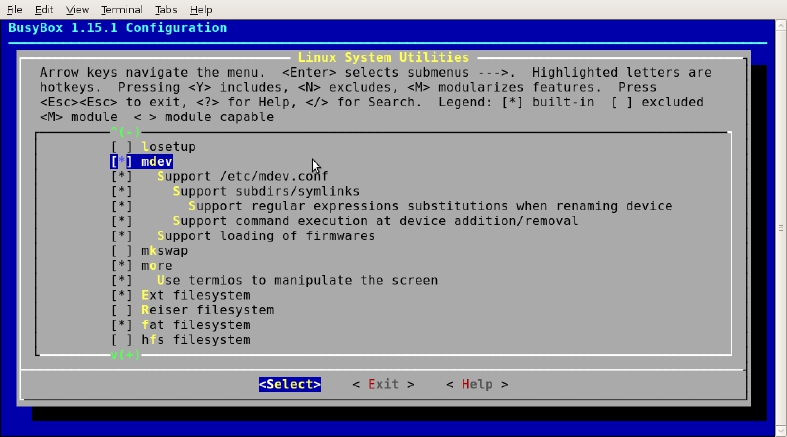 File Edit View Terminal Tabs Help
BusyBox 1.15.1 Configuration
Linux System Utilities
Arrow keys navigate the menu. <Enter> selects submenus --->. Highlighted letters are
hotkeys. Pressing <Y> includes, <N> excludes, <M> modularizes features. Press
<Esc><Esc> to exit, <?> for Help, </> for Search. Legend: [*] built-in [ ] excluded
<M> module < > module capable
^(-)
[ ] losetup
[*] mdev
[*] Support /etc/mdev.conf
[*] Support subdirs/symlinks
[*] Support regular expressions substitutions when renaming device
[*] Support command execution at device addition/removal
[*] Support loading of firmwares
[ ] mkswap
[*] more
[*] Use termios to manipulate the screen
[*] Ext filesystem
[ ] Reiser filesystem
[*] fat filesystem
[ ] hfs filesystem
v(+)
<Select> < Exit > < Help >